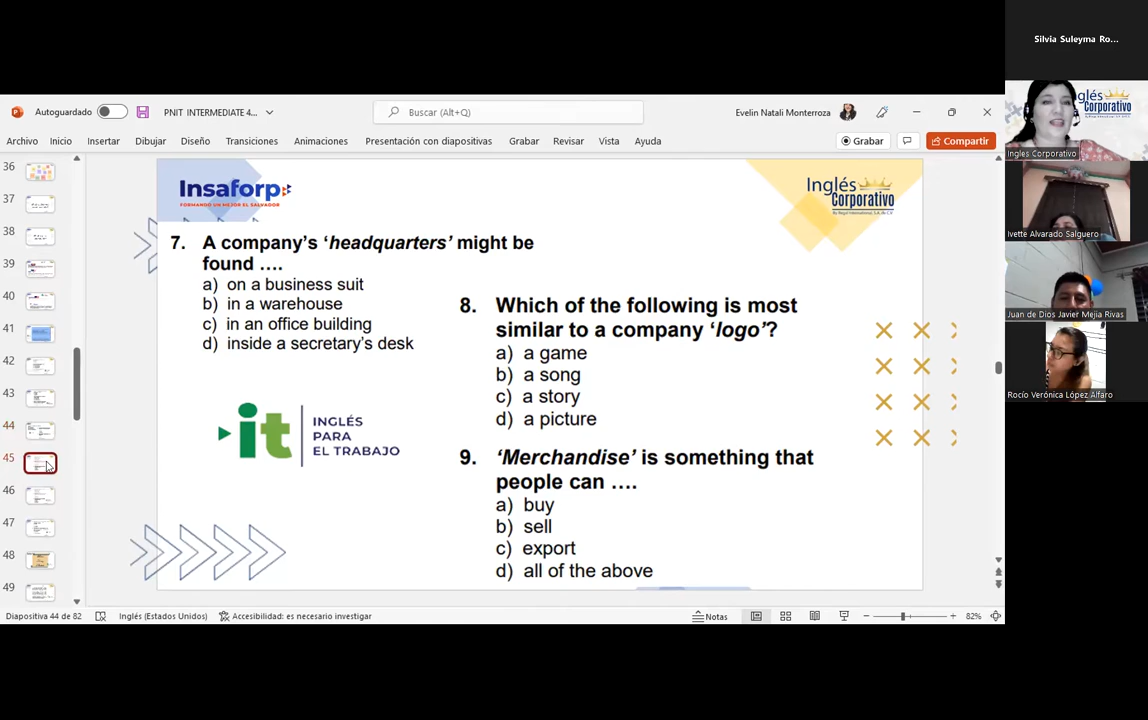 Silvia Suleyma Ro...
Autoguardado
PNIT INTERMEDIATE 4...
Buscar (Alt+Q)
Evelin Natali Monterroza
Archivo Inicio Insertar Dibujar Diseño Transiciones Animaciones Presentación con diapositivas Grabar Revisar Vista Ayuda
Grabar
Compartir
Inglés Corporativo
Ingles Corporativo
Ivette Alvarado Salguero
Juan de Dios Javier Mejia Rivas
Rocío Verónica López Alfaro
36
37
38
39
40
41
42
43
44
45
46
47
48
49
Insaforp
FORMANDO UN MEJOR EL SALVADOR
Inglés
Corporativo
7. A company's 'headquarters' might be
found ....
a) on a business suit
b) in a warehouse
c) in an office building
d) inside a secretary's desk
it
INGLÉS
PARA
EL TRABAJO
8. Which of the following is most
similar to a company 'logo'?
a) a game
b) a song
c) a story
d) a picture
9. 'Merchandise' is something that
people can ....
a) buy
b) sell
c) export
d) all of the above
Diapositiva 44 de 82
Inglés (Estados Unidos)
Accesibilidad: es necesario investigar
Notas
82%